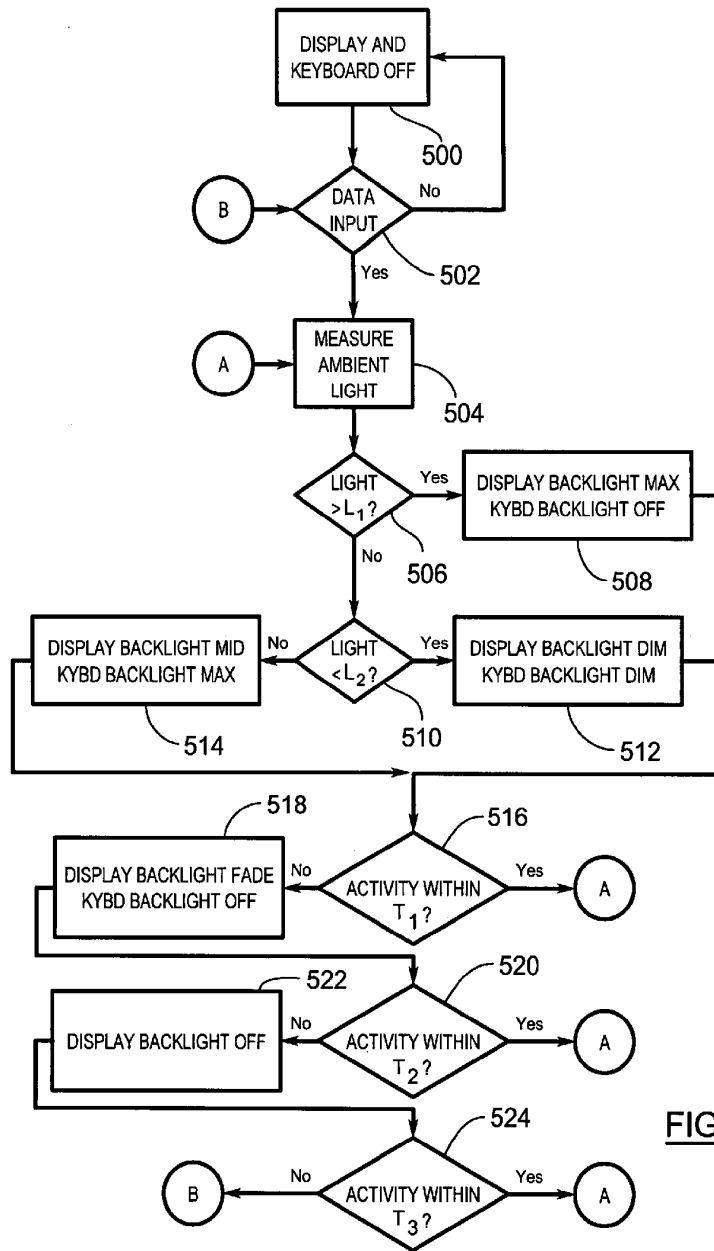 DISPLAY AND
KEYBOARD OFF
500
B
DATA
INPUT
No
502
Yes
A
MEASURE
AMBIENT
LIGHT
504
LIGHT
>L1?
Yes
DISPLAY BACKLIGHT MAX
KYBD BACKLIGHT OFF
506
508
No
DISPLAY BACKLIGHT MID
KYBD BACKLIGHT MAX
No
LIGHT
<L2?
Yes
DISPLAY BACKLIGHT DIM
KYBD BACKLIGHT DIM
514
510
512
518
516
DISPLAY BACKLIGHT FADE
KYBD BACKLIGHT OFF
No
ACTIVITY WITHIN
T1?
Yes
A
522
520
DISPLAY BACKLIGHT OFF
No
ACTIVITY WITHIN
T2?
Yes
A
524
FIG
B
No
ACTIVITY WITHIN
T3?
Yes
A